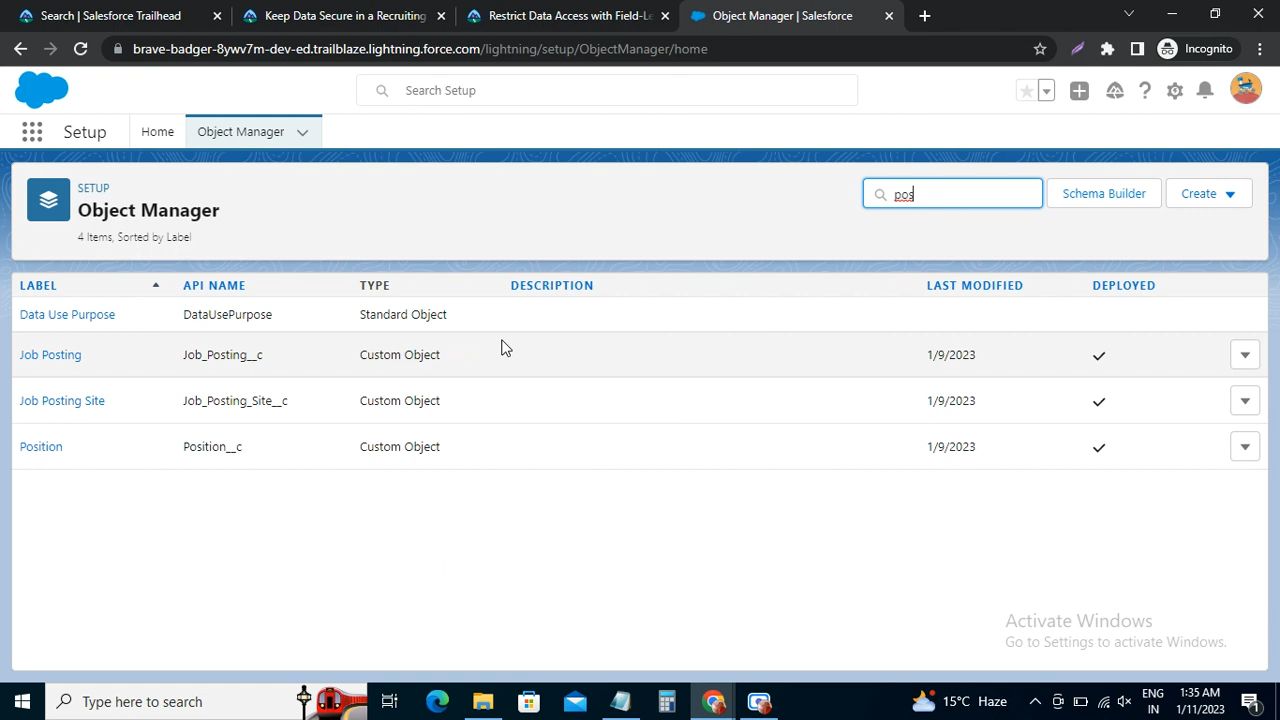 Search | Salesforce Trailhead
Keep Data Secure in a Recruiting
Restrict Data Access with Field-Le
Object Manager | Salesforce
brave-badger-8ywv7m-dev-ed.trailblaze.lightning.force.com/lightning/setup/ObjectManager/home
Incognito
Search Setup
Setup
Home
Object Manager
SETUP
Object Manager
4 Items, Sorted by Label
pos
Schema Builder
Create
LABEL API NAME TYPE DESCRIPTION LAST MODIFIED DEPLOYED
Data Use Purpose DataUsePurpose Standard Object
Job Posting Job_Posting__c Custom Object 1/9/2023
Job Posting Site Job_Posting_Site__c Custom Object 1/9/2023
Position Position__c Custom Object 1/9/2023
Activate Windows
Go to Settings to activate Windows.
Type here to search
15°C Haze
ENG
IN
1:35 AM
1/11/2023
1